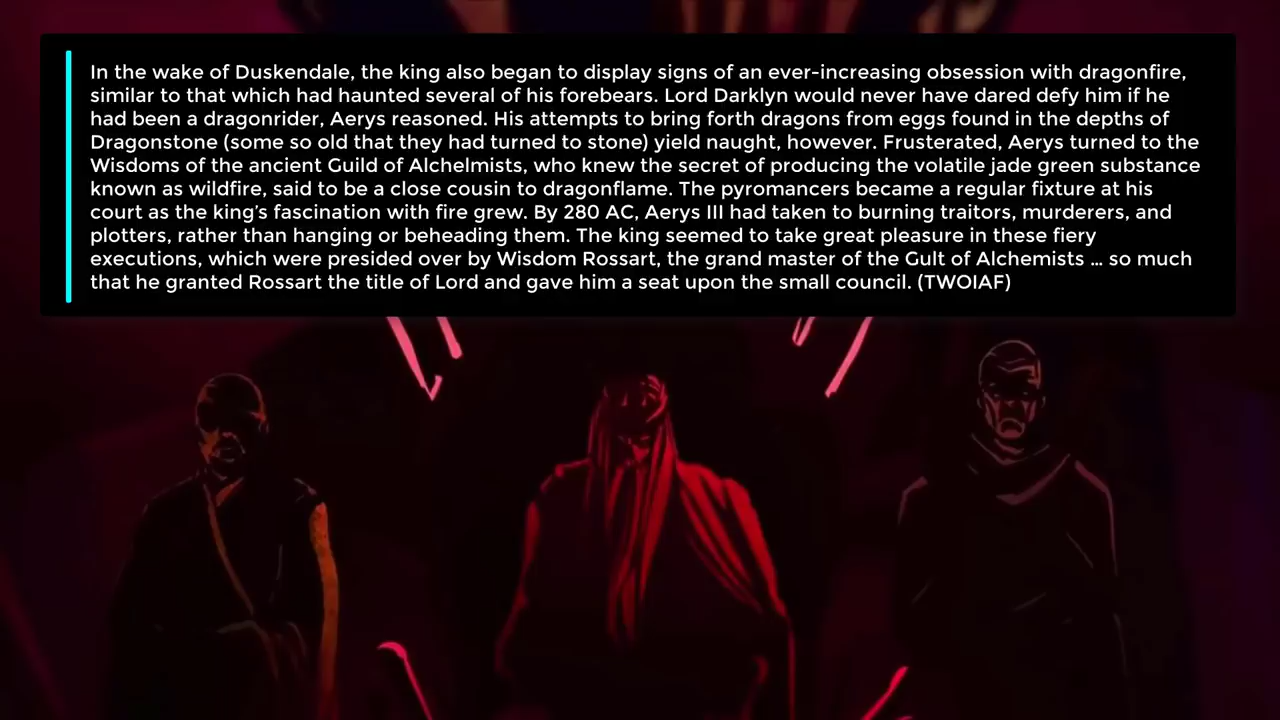 In the wake of Duskendale, the king also began to display signs of an ever-increasing obsession with dragonfire,
similar to that which had haunted several of his forebears. Lord Darklyn would never have dared defy him if he
had been a dragonrider, Aerys reasoned. His attempts to bring forth dragons from eggs found in the depths of
Dragonstone (some so old that they had turned to stone) yield naught, however. Frustrated, Aerys turned to the
Wisdoms of the ancient Guild of Alchelmists, who knew the secret of producing the volatile jade green substance
known as wildfire, said to be a close cousin to dragonflame. The pyromancers became a regular fixture at his
court as the king’s fascination with fire grew. By 280 AC, Aerys III had taken to burning traitors, murderers, and
plotters, rather than hanging or beheading them. The king seemed to take great pleasure in these fiery
executions, which were presided over by Wisdom Rossart, the grand master of the Gult of Alchemists ... so much
that he granted Rossart the title of Lord and gave him a seat upon the small council. (TWOIAF)